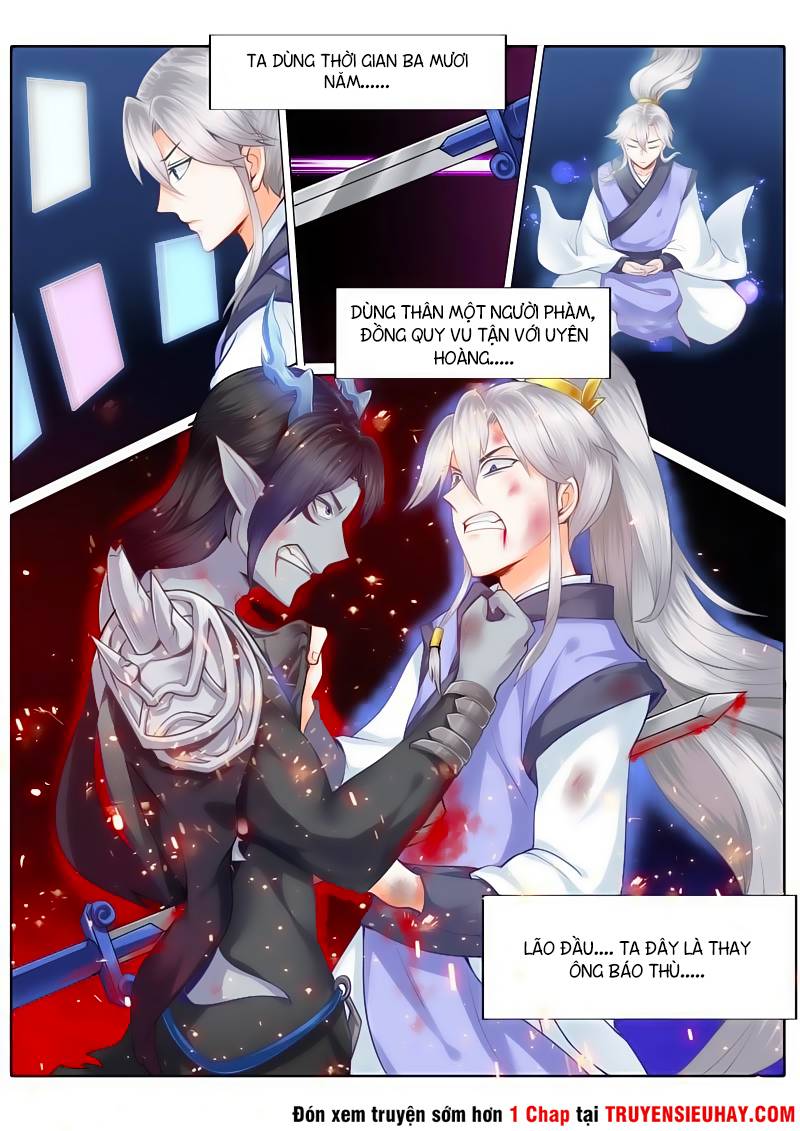 TA DÙNG THỜI GIAN BA MƯƠI
NĂM......
DÙNG THÂN MỘT NGƯỜI PHÀM,
ĐỒNG QUY VU TẬN VỚI UYÊN
HOÀNG.....
LÃO ĐẦU.... TA ĐÂY LÀ THAY
ÔNG BÁO THÙ.....
Đón xem truyện sớm hơn 1 Chap tại TRUYENSIEUHAY.COM